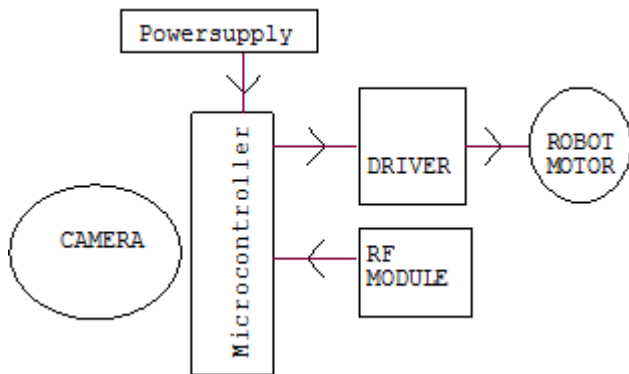 Powersupply
Microcontroller
DRIVER
ROBOT
MOTOR
CAMERA
RF
MODULE